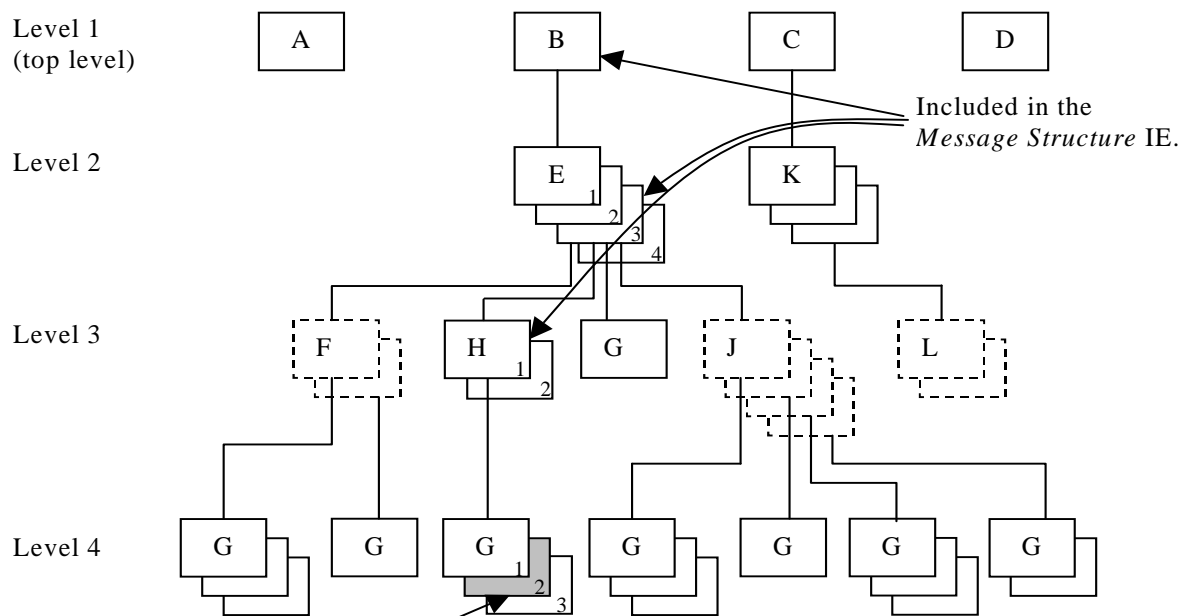 Level 1
(top level)
A
B
C
D
Included in the
Message Structure IE.
Level 2
E
1
2
3
4
K
Level 3
F
H
1
2
G
J
L
Level 4
G
G
G
1
2
3
G
G
G
G